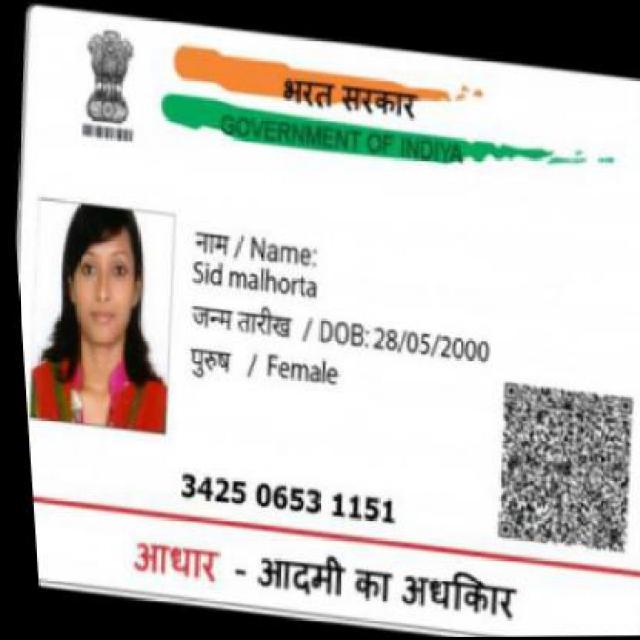 भरत सरकार
GOVERNMENT OF INDIYA
नाम / Name:
Sid malhorta
जन्म तारीख / DOB: 28/05/2000
पुरुष / Female
3425 0653 1151
आधार - आदमी का अधकिार